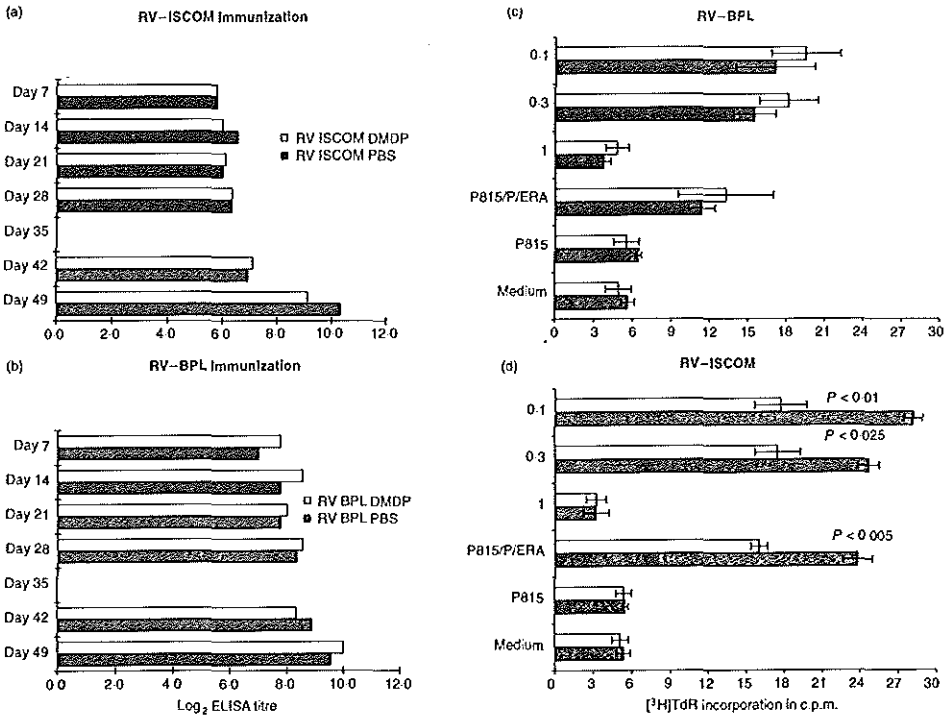 (a)
RV-ISCOM Immunization
Day 7
Day 14
Day 21
Day 28
Day 35
Day 42
Day 49
RV ISCOM DMDP
RV ISCOM PBS
0·0 2·0 4·0 6·0 8·0 10·0 12·0
(b)
RV-BPL Immunization
Day 7
Day 14
Day 21
Day 28
Day 35
Day 42
Day 49
RV BPL DMDP
RV BPL PBS
0·0 2·0 4·0 6·0 8·0 10·0 12·0
Log2 ELISA titre
(c)
RV-BPL
0·1
0·3
1
P815/P/ERA
P815
Medium
0 3 6 9 12 15 18 21 24 27 30
(d)
RV-ISCOM
0·1
P < 0·01
0·3
P < 0·025
1
P815/P/ERA
P < 0·005
P815
Medium
0 3 6 9 12 15 18 21 24 27 30
[³H]TdR incorporation in c.p.m.